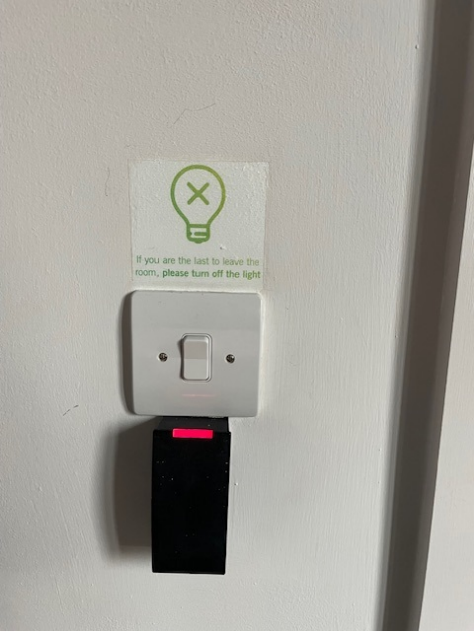 If you are the last to leave the
room, please turn off the light